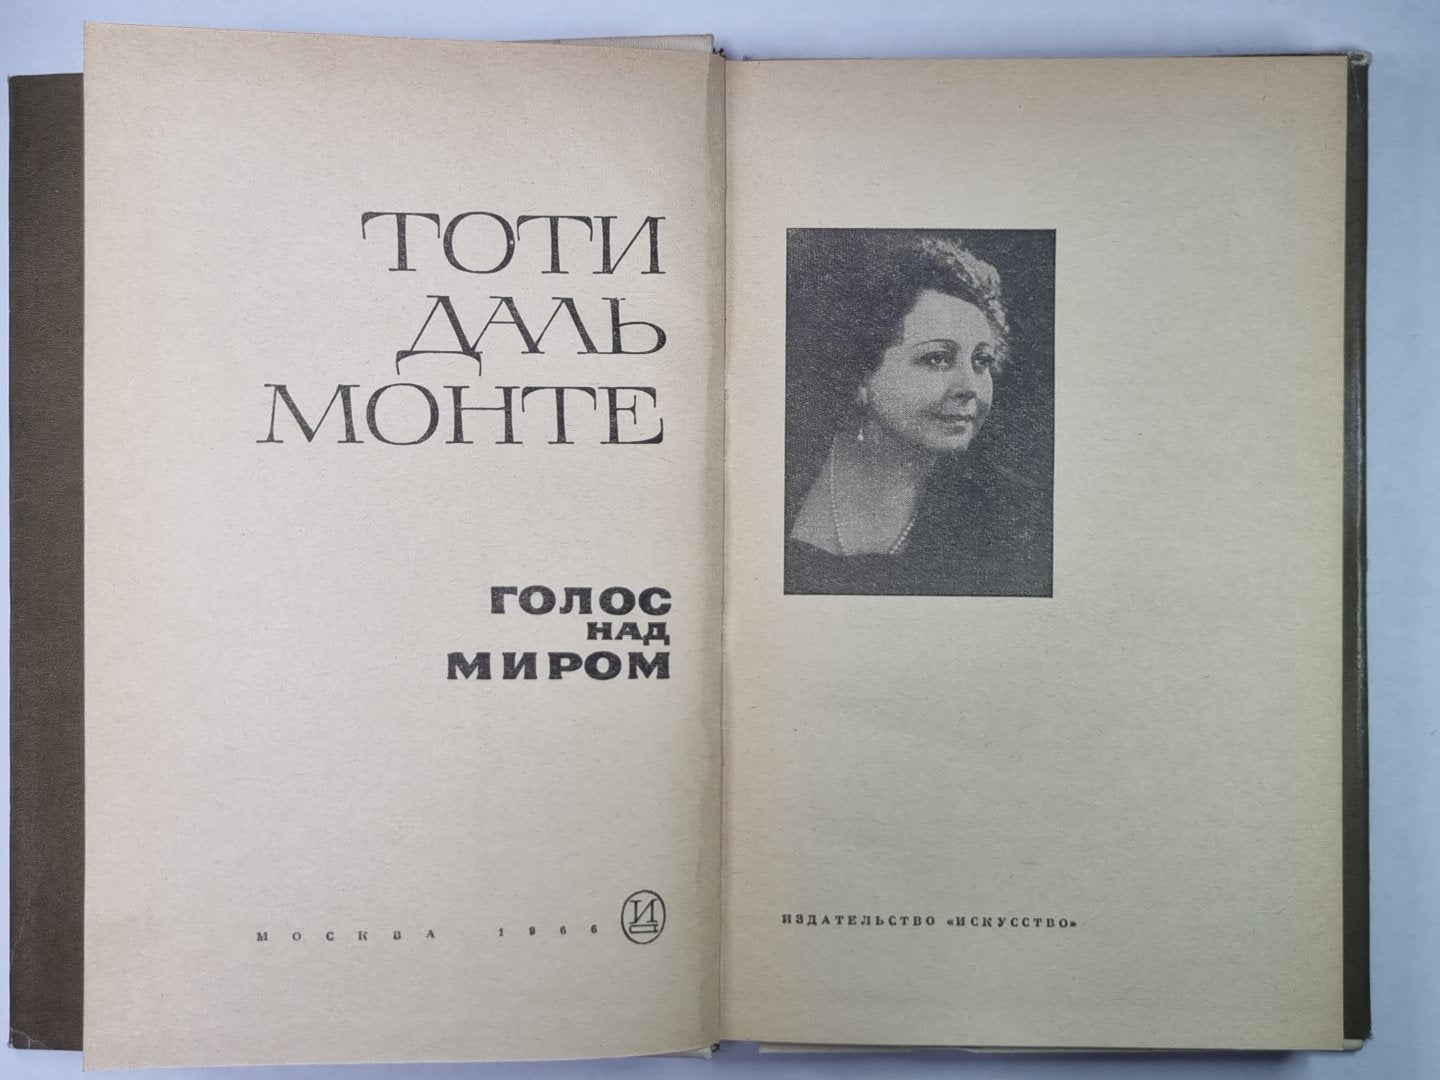 ТОТИ
ДАЛЬ
МОНТЕ
ГОЛОС
НАД
МИРОМ
МОСКВА 1966
И
ИЗДАТЕЛЬСТВО «ИСКУССТВО»